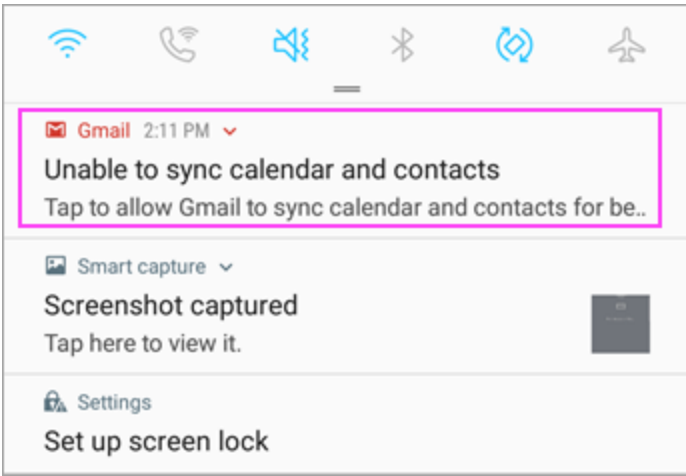 Gmail 2:11 PM
Unable to sync calendar and contacts
Tap to allow Gmail to sync calendar and contacts for be..
Smart capture
Screenshot captured
Tap here to view it.
Settings
Set up screen lock